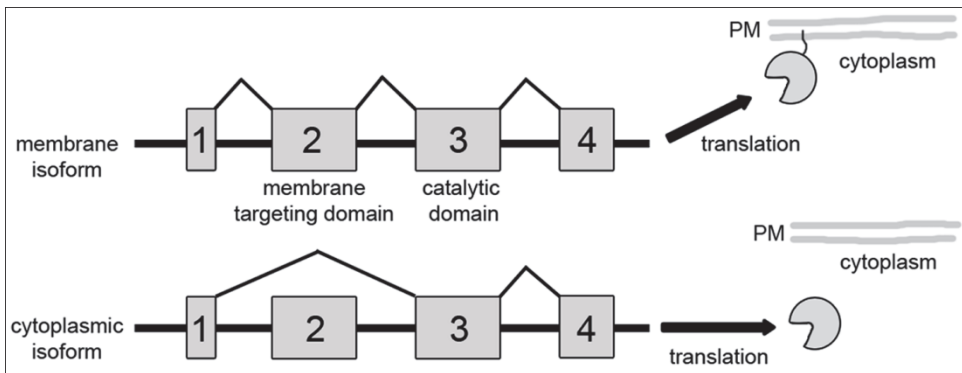 PM
cytoplasm
membrane
isoform
1
2
3
4
translation
membrane
targeting domain
catalytic
domain
PM
cytoplasm
cytoplasmic
isoform
1
2
3
4
translation